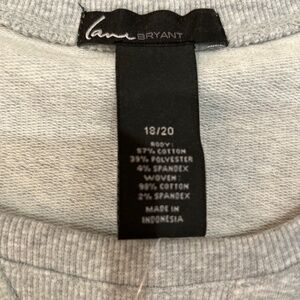 Lane BRYANT
18/20
BODY:
57% COTTON
39% POLYESTER
4% SPANDEX
WOVEN:
98% COTTON
2% SPANDEX
MADE IN
INDONESIA